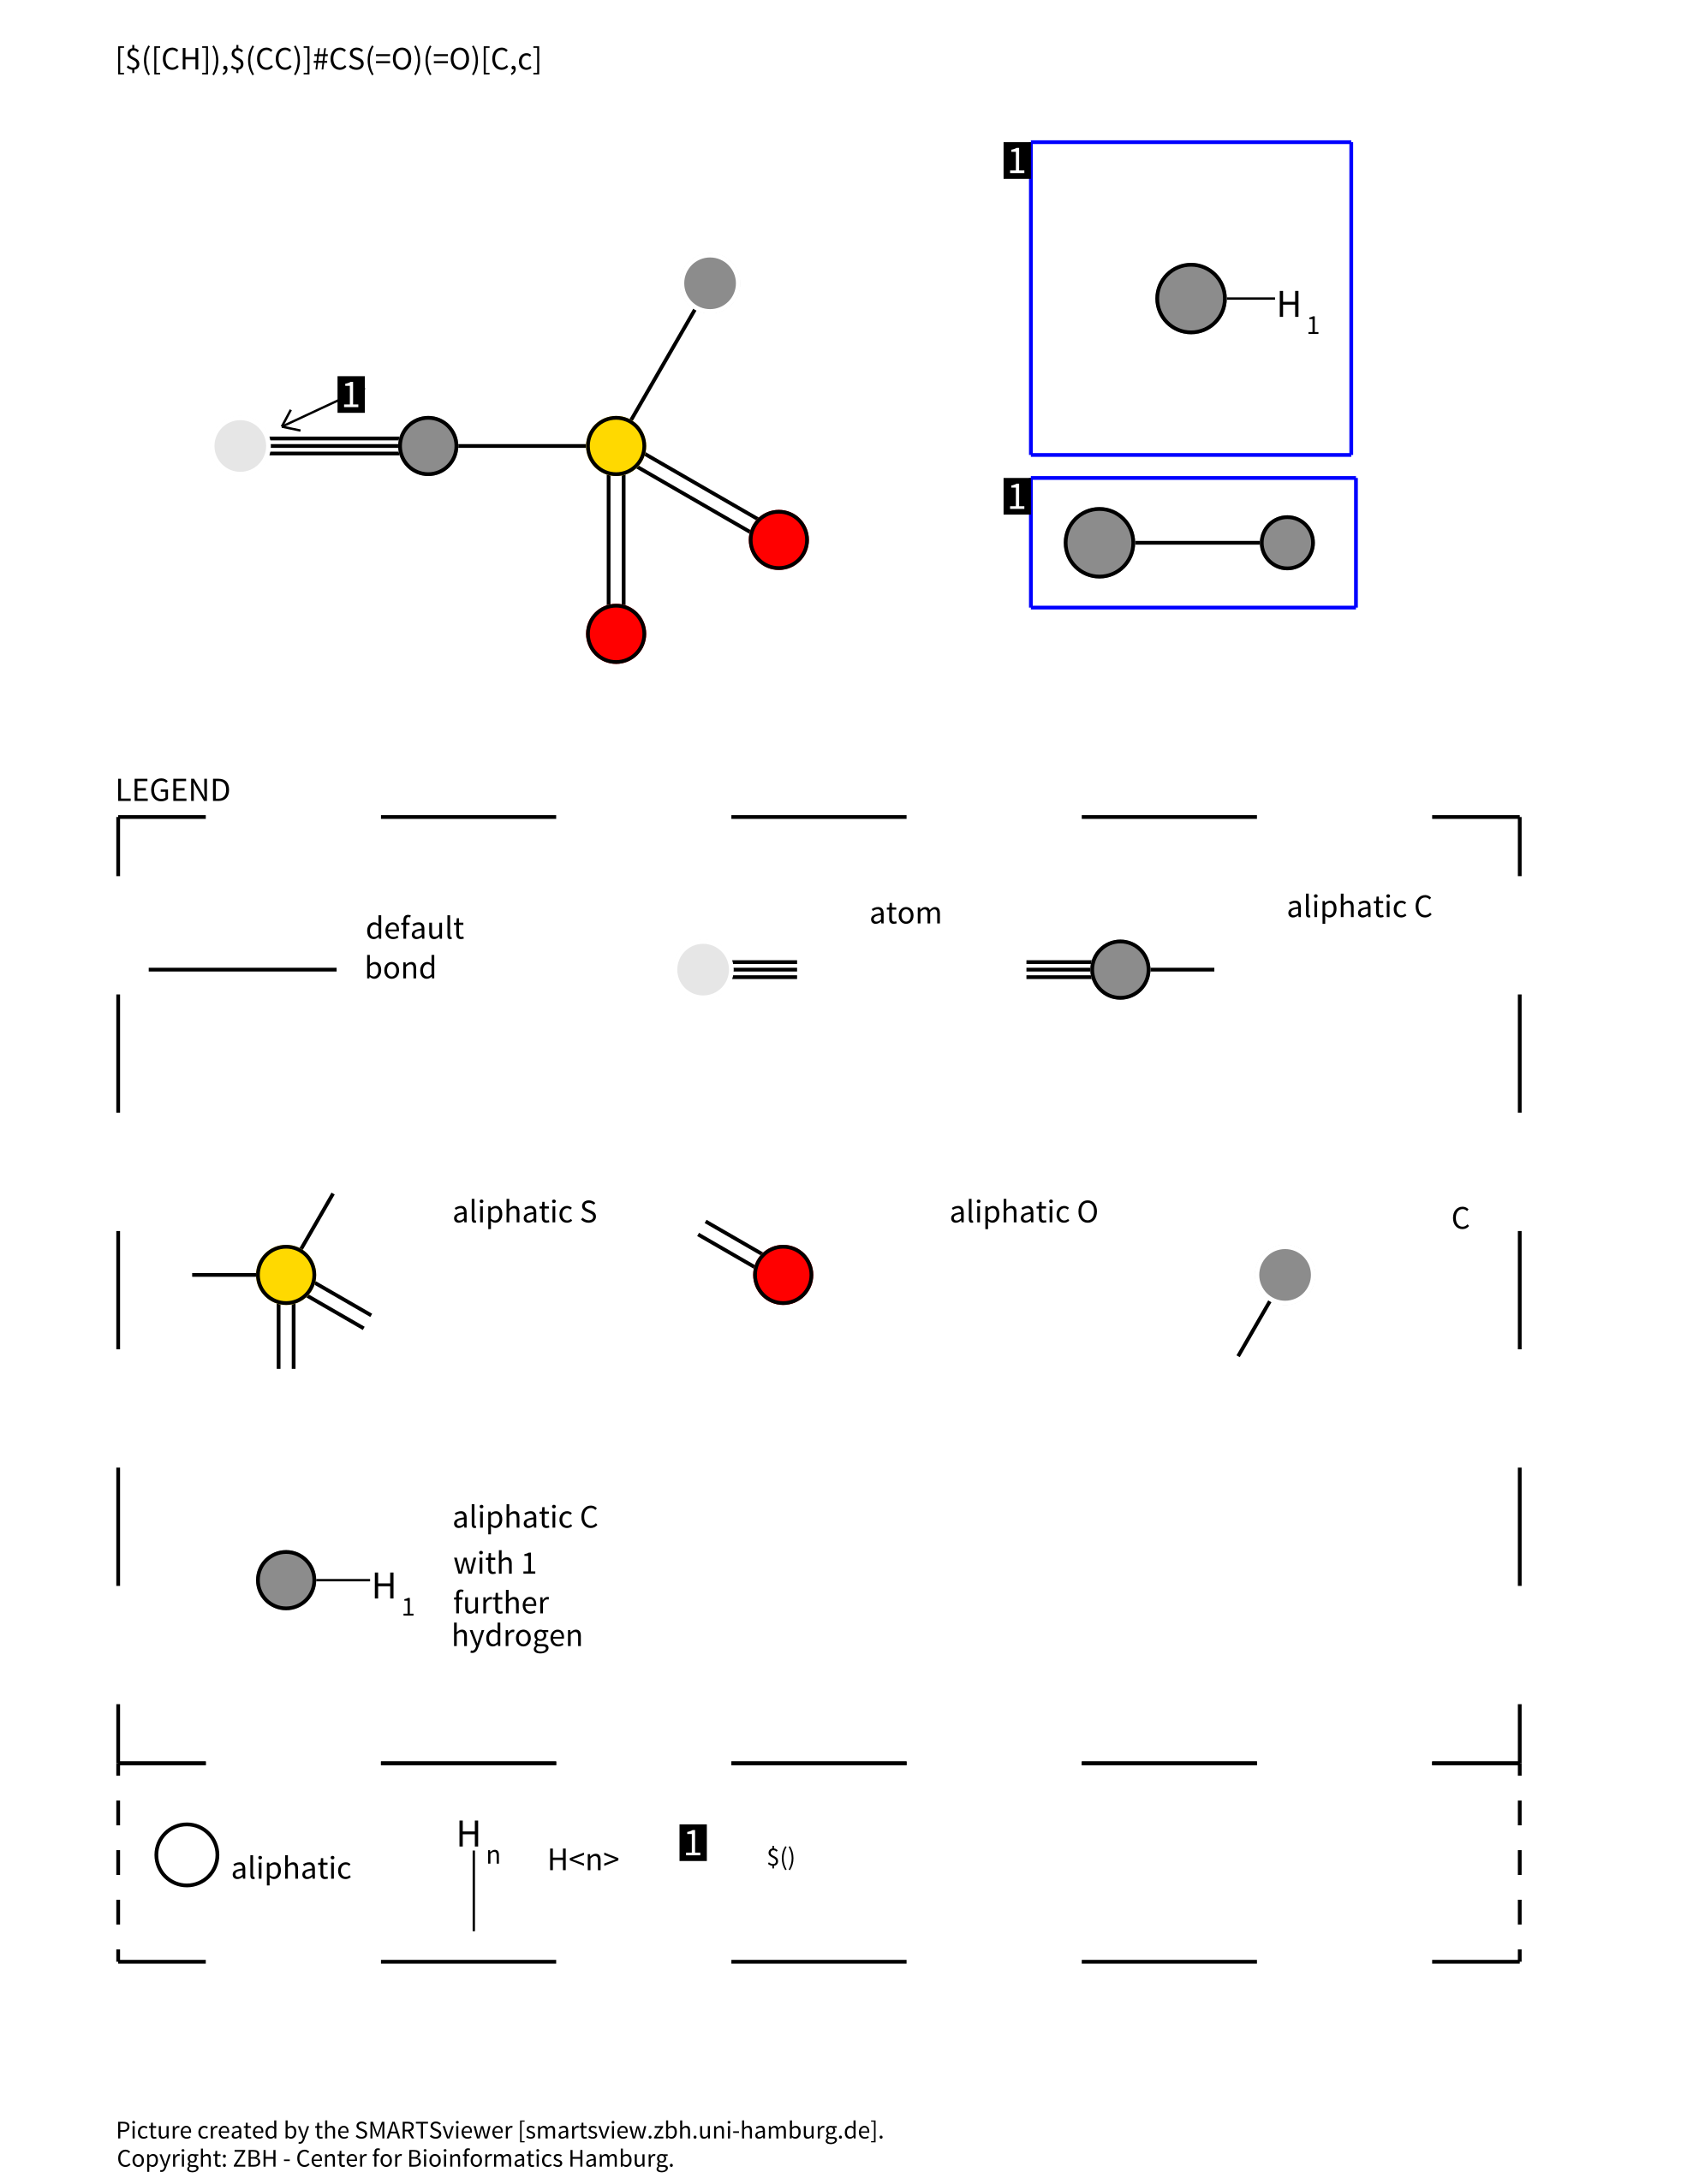 [$([CH]),$(CC)]#CS(=O)(=O)[C,c]
1
H
1
1
1
LEGEND
default
bond
atom
aliphatic C
aliphatic S
aliphatic O
C
H
1
aliphatic C
with 1
further
hydrogen
aliphatic
H
n
H<n>
1
$()
Picture created by the SMARTSviewer [smartsview.zbh.uni-hamburg.de].
Copyright: ZBH - Center for Bioinformatics Hamburg.